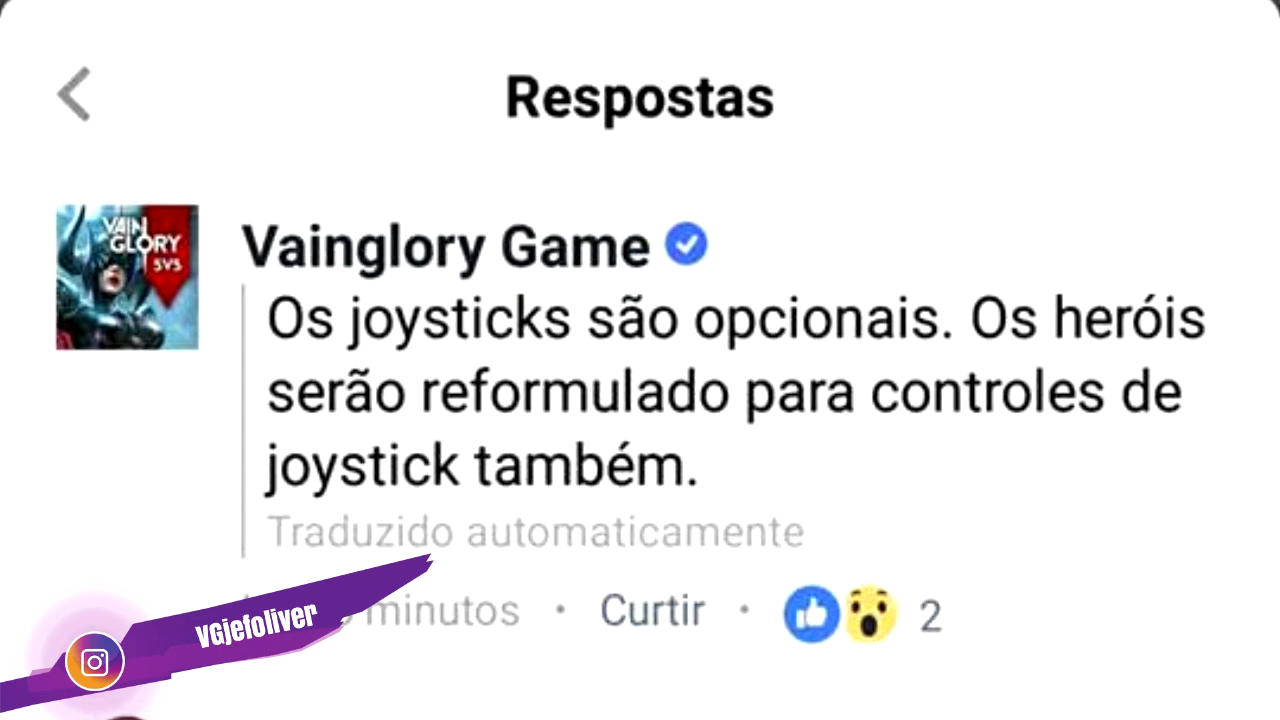 Respostas
VAIN
GLORY
5V5
Vainglory Game
Os joysticks são opcionais. Os heróis
serão reformulado para controles de
joystick também.
Traduzido automaticamente
minutos • Curtir • 2
VGjefoliver